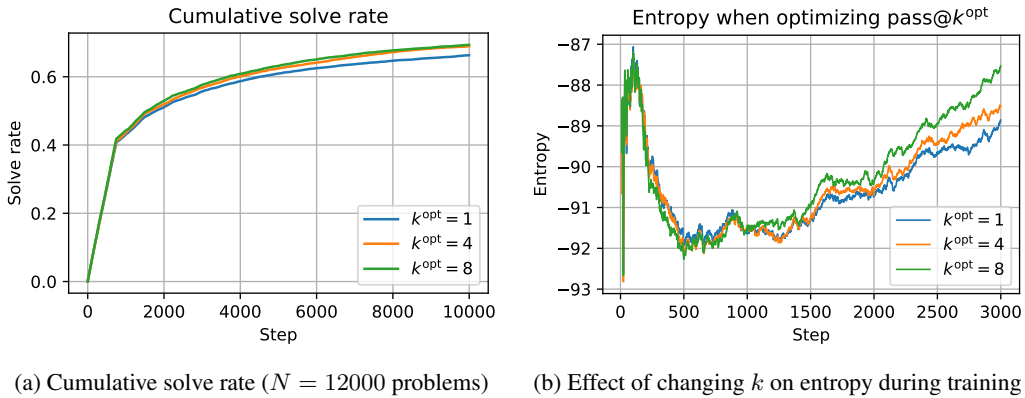 Cumulative solve rate
Solve rate
0.6
0.4
0.2
0.0
k^opt = 1
k^opt = 4
k^opt = 8
0 2000 4000 6000 8000 10000
Step
(a) Cumulative solve rate (N = 12000 problems)
Entropy when optimizing pass@k^opt
Entropy
−87
−88
−89
−90
−91
−92
−93
k^opt = 1
k^opt = 4
k^opt = 8
0 500 1000 1500 2000 2500 3000
Step
(b) Effect of changing k on entropy during training